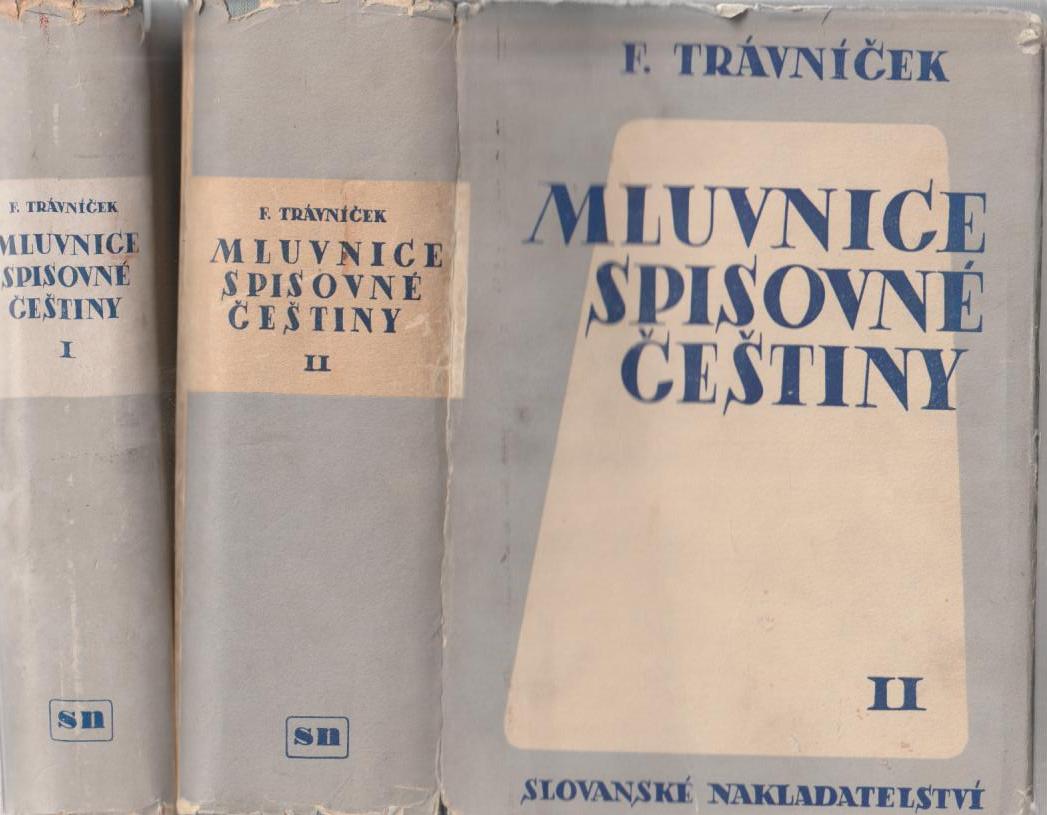 F. TRÁVNÍČEK
MLUVNICE
SPISOVNÉ
ČEŠTINY
I
sn
F. TRÁVNÍČEK
MLUVNICE
SPISOVNÉ
ČEŠTINY
II
sn
F. TRÁVNÍČEK
MLUVNICE
SPISOVNÉ
ČEŠTINY
II
SLOVANSKÉ NAKLADATELSTVÍ